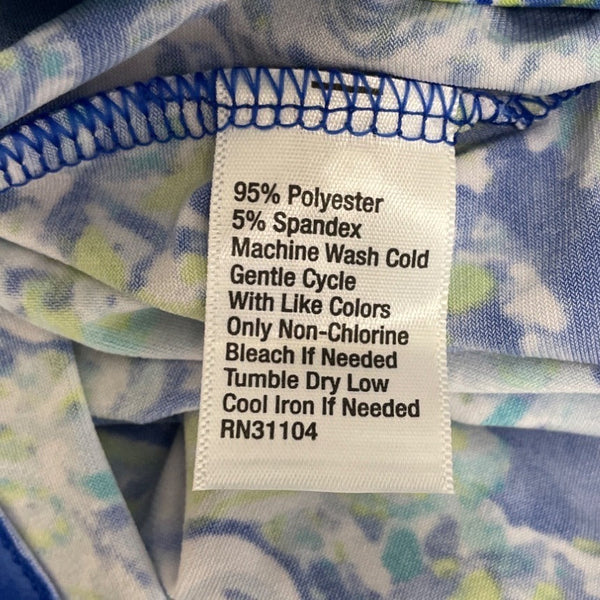 95% Polyester
5% Spandex
Machine Wash Cold
Gentle Cycle
With Like Colors
Only Non-Chlorine
Bleach If Needed
Tumble Dry Low
Cool Iron If Needed
RN31104